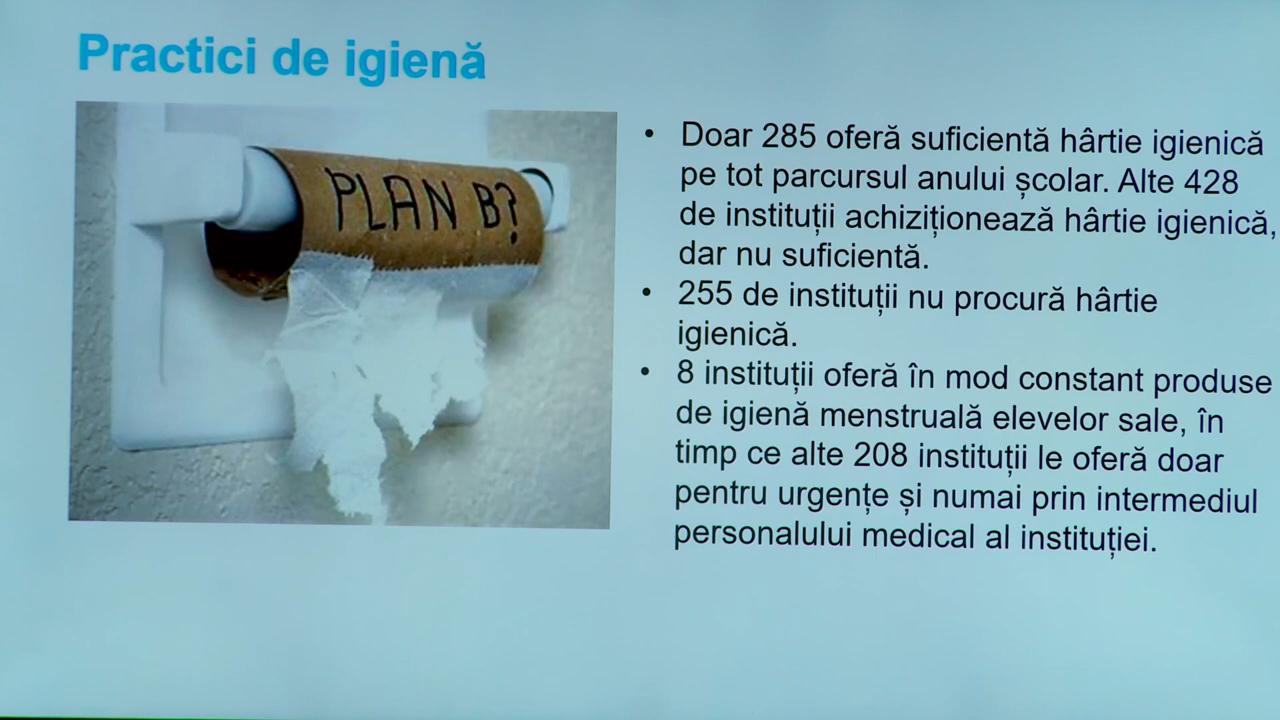 Practici de igienă
PLAN B?
• Doar 285 oferă suficientă hârtie igienică
pe tot parcursul anului școlar. Alte 428
de instituții achiziționează hârtie igienică,
dar nu suficientă.
• 255 de instituții nu procură hârtie
igienică.
• 8 instituții oferă în mod constant produse
de igienă menstruală elevelor sale, în
timp ce alte 208 instituții le oferă doar
pentru urgențe și numai prin intermediul
personalului medical al instituției.